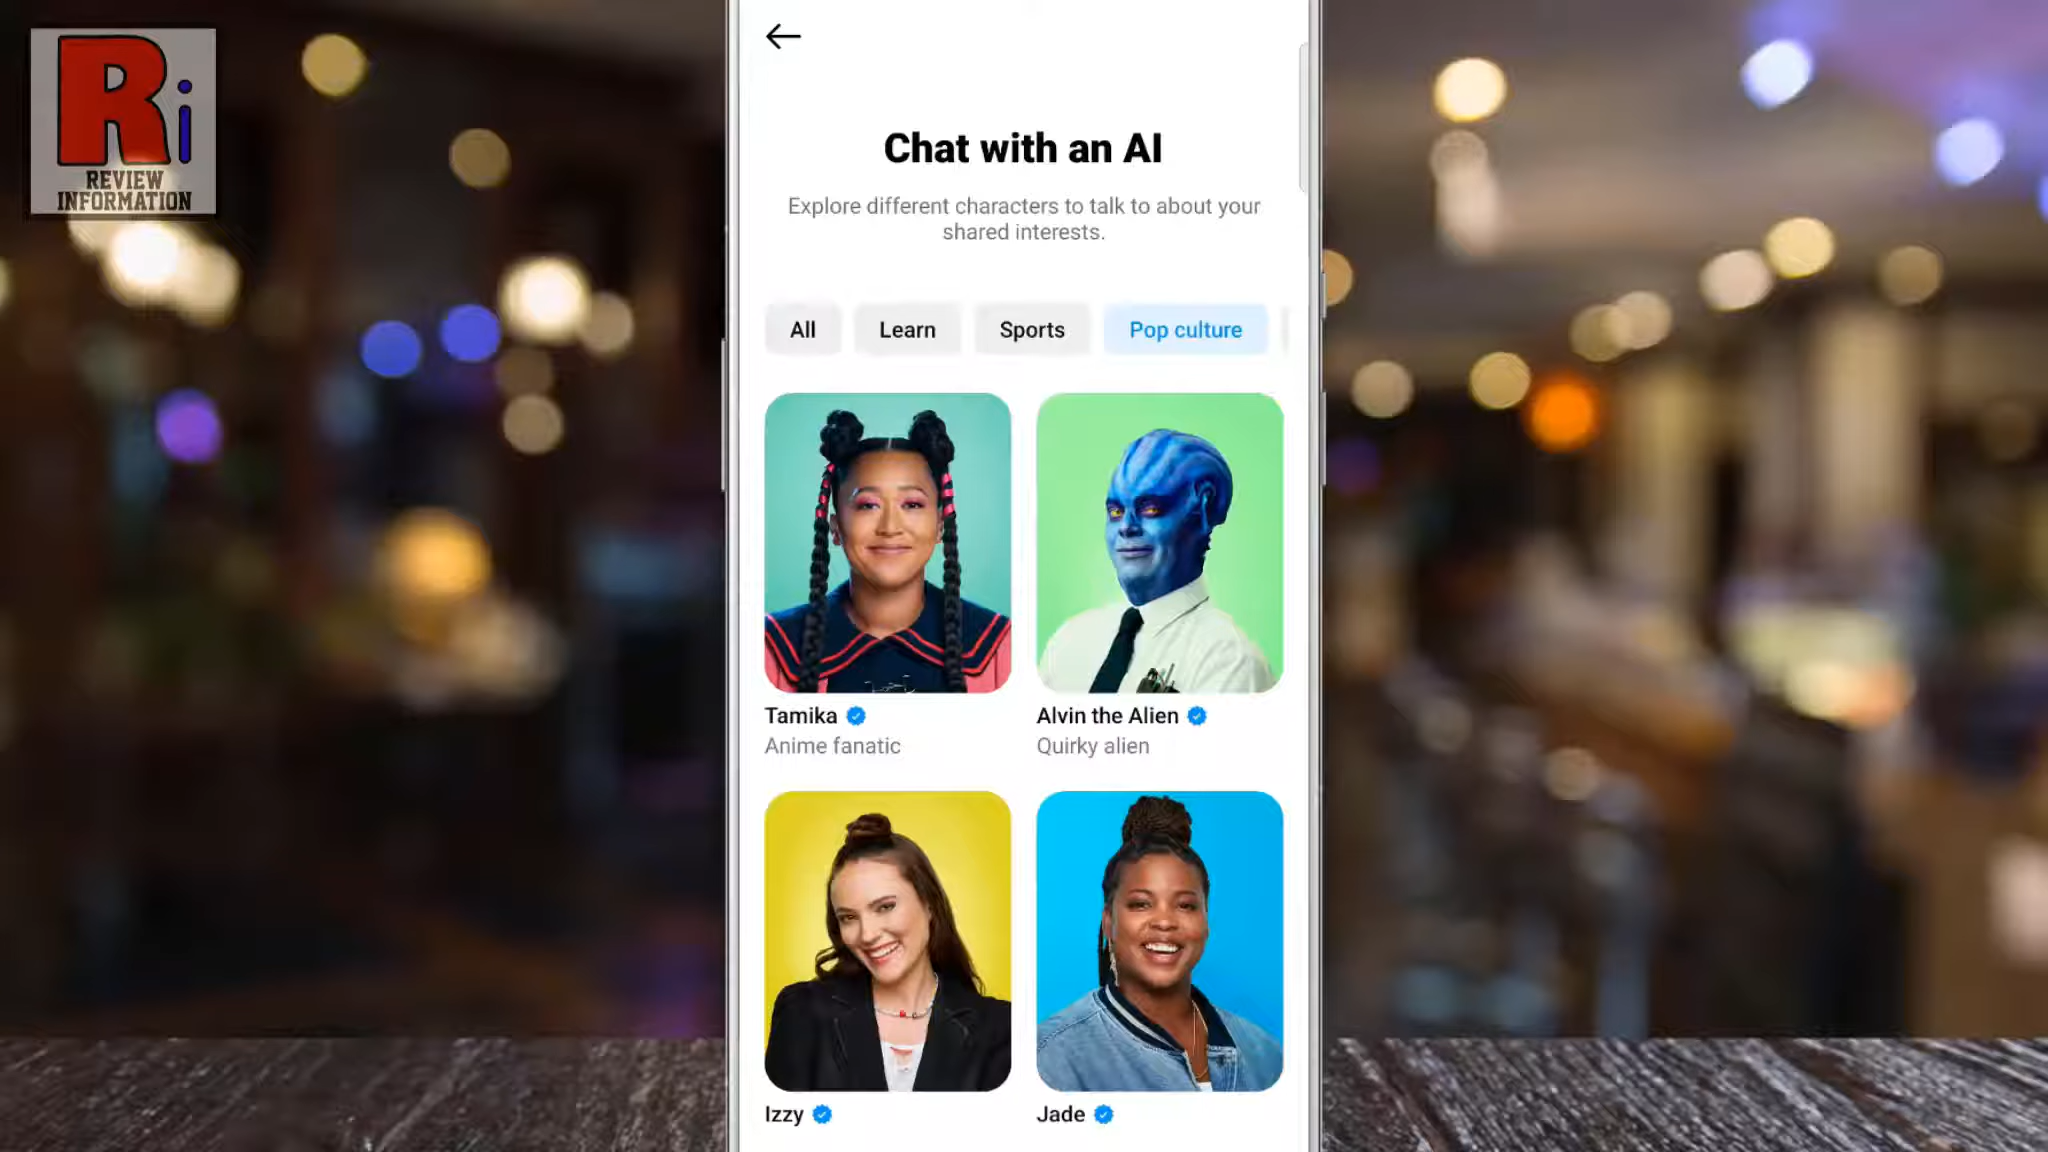 Ri
REVIEW
INFORMATION
Chat with an AI
Explore different characters to talk to about your
shared interests.
All
Learn
Sports
Pop culture
Tamika
Alvin the Alien
Anime fanatic
Quirky alien
Izzy
Jade